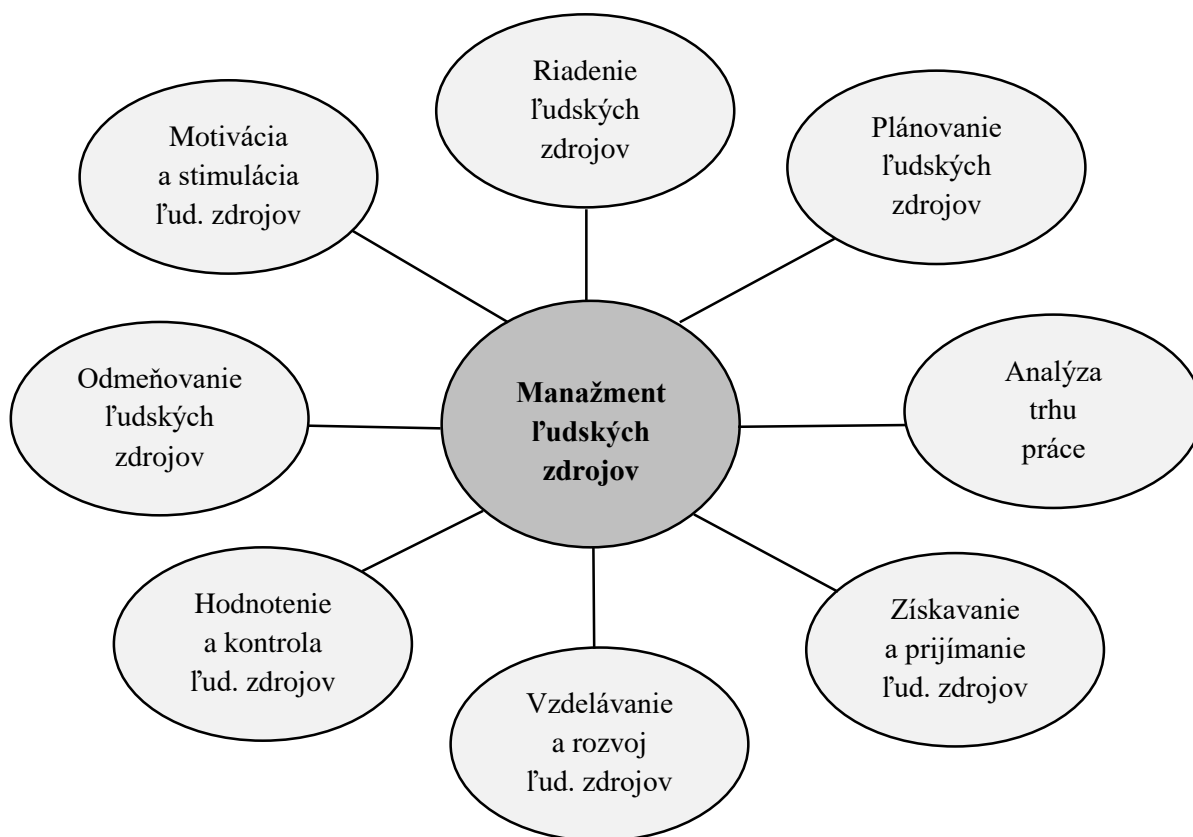 Riadenie
ľudských
zdrojov
Plánovanie
ľudských
zdrojov
Analýza
trhu
práce
Získavanie
a prijímanie
ľud. zdrojov
Vzdelávanie
a rozvoj
ľud. zdrojov
Hodnotenie
a kontrola
ľud. zdrojov
Odmeňovanie
ľudských
zdrojov
Motivácia
a stimulácia
ľud. zdrojov
Manažment
ľudských
zdrojov